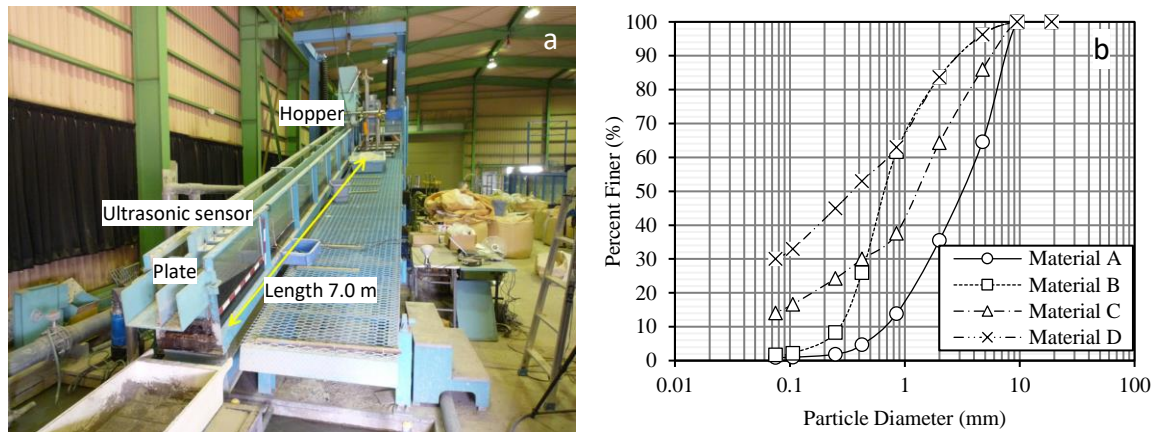 a
Hopper
Ultrasonic sensor
Plate
Length 7.0 m
b
Percent Finer (%)
100
90
80
70
60
50
40
30
20
10
0
0.01
0.1
1
10
100
Particle Diameter (mm)
Material A
Material B
Material C
Material D